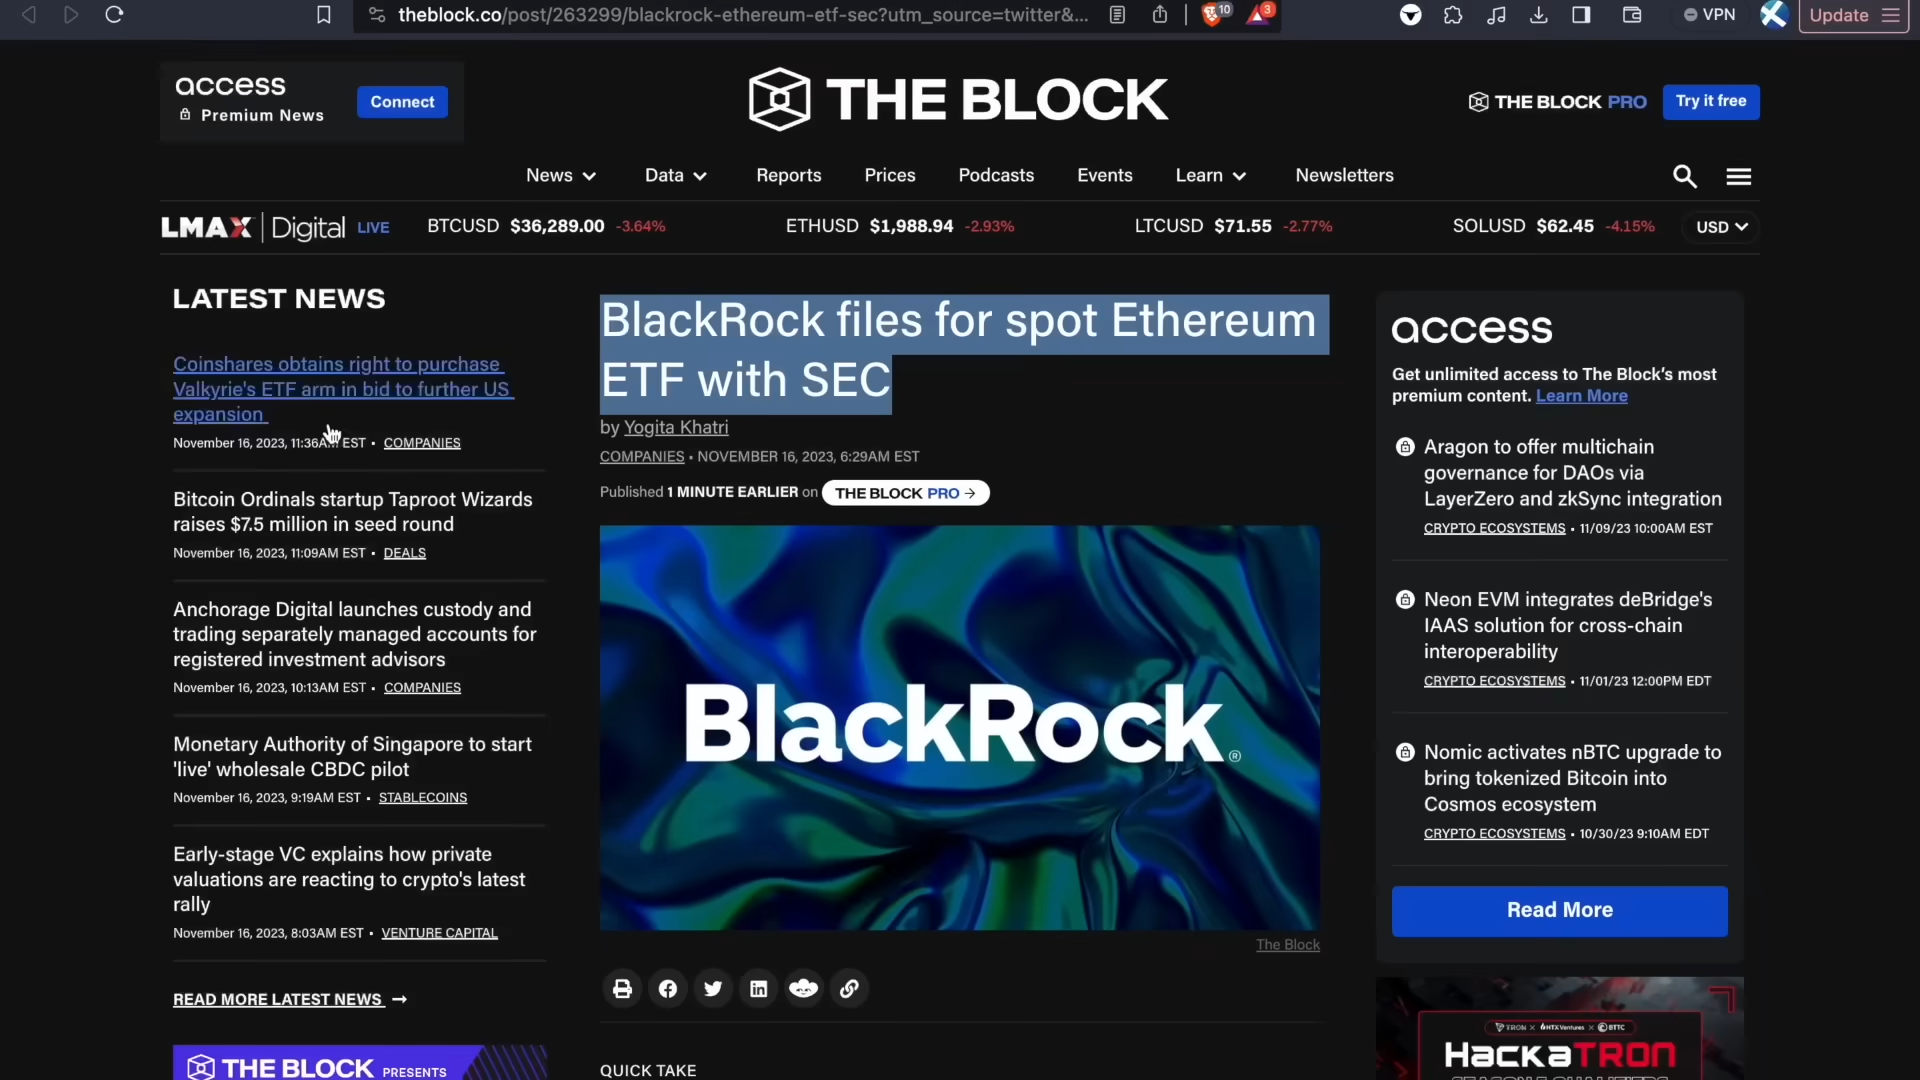 theblock.co/post/263299/blackrock-ethereum-etf-sec?utm_source=twitter&...
10
3
VPN
Update
access
Premium News
Connect
THE BLOCK
THE BLOCK PRO
Try it free
News
Data
Reports
Prices
Podcasts
Events
Learn
Newsletters
LMAX Digital LIVE
BTCUSD $36,289.00 -3.64%
ETHUSD $1,988.94 -2.93%
LTCUSD $71.55 -2.77%
SOLUSD $62.45 -4.15%
USD
LATEST NEWS
Coinshares obtains right to purchase
Valkyrie's ETF arm in bid to further US
expansion
November 16, 2023, 11:36AM EST • COMPANIES
Bitcoin Ordinals startup Taproot Wizards
raises $7.5 million in seed round
November 16, 2023, 11:09AM EST • DEALS
Anchorage Digital launches custody and
trading separately managed accounts for
registered investment advisors
November 16, 2023, 10:13AM EST • COMPANIES
Monetary Authority of Singapore to start
'live' wholesale CBDC pilot
November 16, 2023, 9:19AM EST • STABLECOINS
Early-stage VC explains how private
valuations are reacting to crypto's latest
rally
November 16, 2023, 8:03AM EST • VENTURE CAPITAL
READ MORE LATEST NEWS →
THE BLOCK PRESENTS
BlackRock files for spot Ethereum
ETF with SEC
by Yogita Khatri
COMPANIES • NOVEMBER 16, 2023, 6:29AM EST
Published 1 MINUTE EARLIER on THE BLOCK PRO →
BlackRock®
The Block
QUICK TAKE
access
Get unlimited access to The Block's most
premium content. Learn More
Aragon to offer multichain
governance for DAOs via
LayerZero and zkSync integration
CRYPTO ECOSYSTEMS • 11/09/23 10:00AM EST
Neon EVM integrates deBridge's
IAAS solution for cross-chain
interoperability
CRYPTO ECOSYSTEMS • 11/01/23 12:00PM EDT
Nomic activates nBTC upgrade to
bring tokenized Bitcoin into
Cosmos ecosystem
CRYPTO ECOSYSTEMS • 10/30/23 9:10AM EDT
Read More
TRON × HTX Ventures × BTTC
HackaTRON